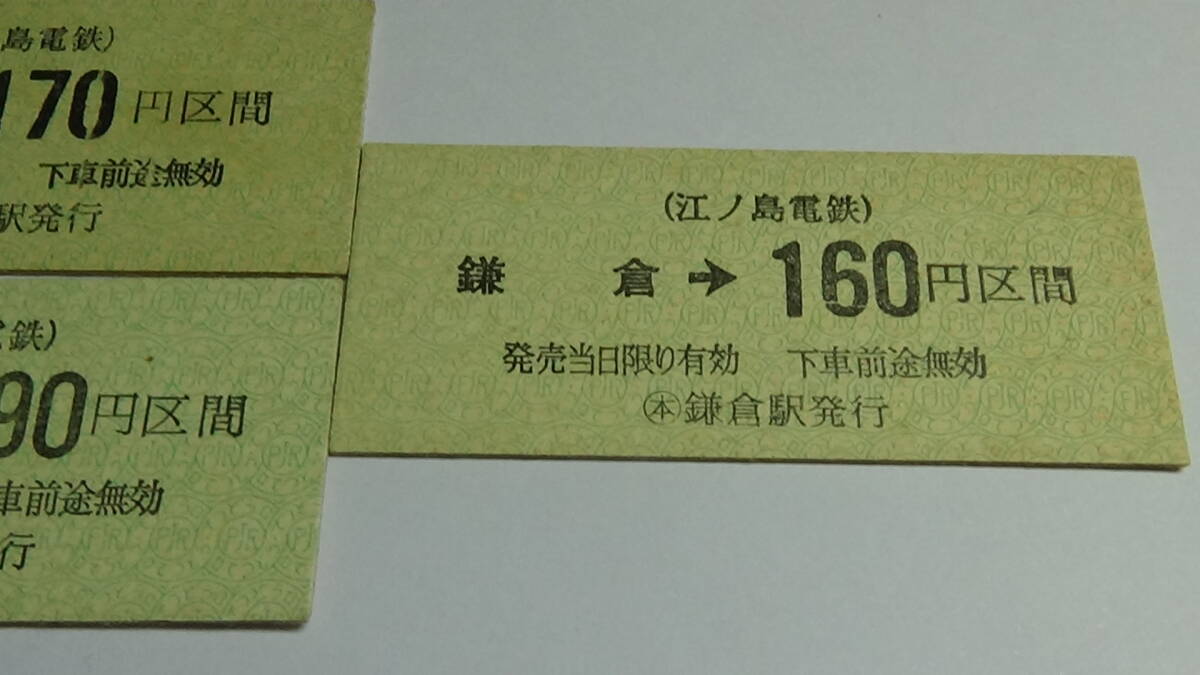 島電鉄)
170円区間
下車前途無効
駅発行
鉄)
90円区間
車前途無効
行
(江ノ島電鉄)
鎌 倉 → 160円区間
発売当日限り有効 下車前途無効
㊍鎌倉駅発行